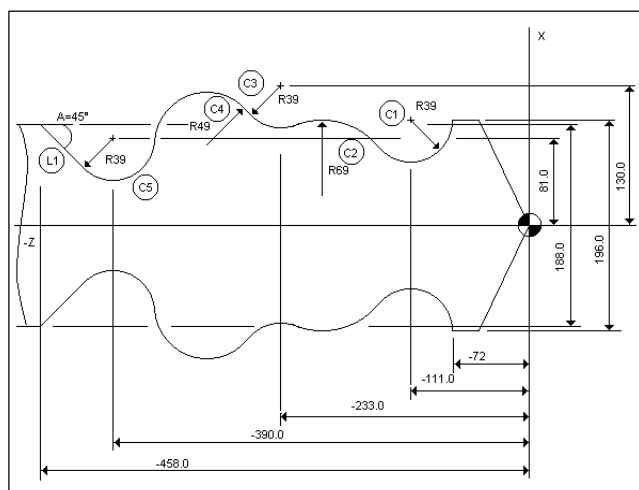 X
C3
C4
R39
C1
R39
A=45°
R49
R39
L1
C2
C5
R69
81.0
130.0
188.0
196.0
-Z
-72
-111.0
-233.0
-390.0
-458.0